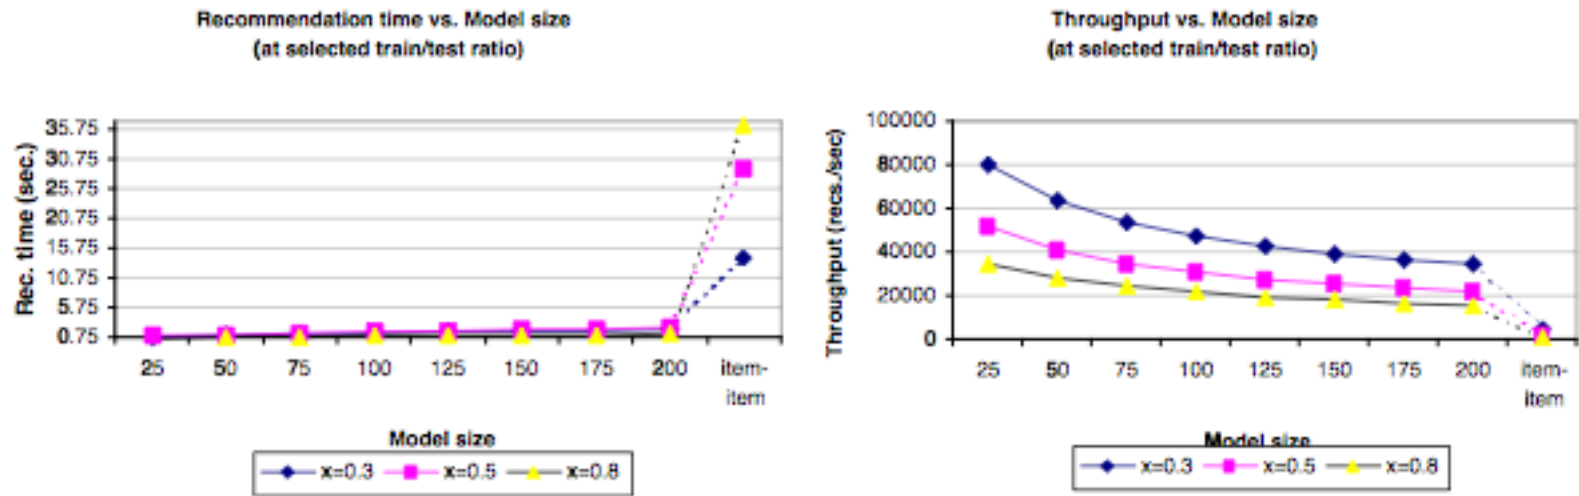 Recommendation time vs. Model size
(at selected train/test ratio)
Rec. time (sec.)
35.75
30.75
25.75
20.75
15.75
10.75
5.75
0.75
25 50 75 100 125 150 175 200 item-
item
Model size
x=0.3 x=0.5 x=0.8
Throughput vs. Model size
(at selected train/test ratio)
Throughput (recs./sec)
100000
80000
60000
40000
20000
0
25 50 75 100 125 150 175 200 item-
item
Model size
x=0.3 x=0.5 x=0.8